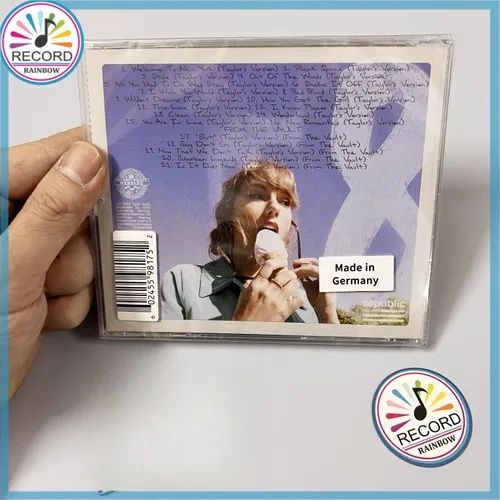 RECORD
RAINBOW
1. Welcome To New York (Taylor's Version) 2. Blank Space (Taylor's Version)
3. Style (Taylor's Version) 4. Out Of The Woods (Taylor's Version)
5. All You Had To Do Was Stay (Taylor's Version) 6. Shake It Off (Taylor's Version)
7. I Wish You Would (Taylor's Version) 8. Bad Blood (Taylor's Version)
9. Wildest Dreams (Taylor's Version) 10. How You Get The Girl (Taylor's Version)
11. This Love (Taylor's Version) 12. I Know Places (Taylor's Version)
13. Clean (Taylor's Version) 14. Wonderland (Taylor's Version)
15. You Are In Love (Taylor's Version) 16. New Romantics (Taylor's Version)
(FROM THE VAULT)
17. "Slut!" (Taylor's Version) (From The Vault)
18. Say Don't Go (Taylor's Version) (From The Vault)
19. Now That We Don't Talk (Taylor's Version) (From The Vault)
20. Suburban Legends (Taylor's Version) (From The Vault)
21. Is It Over Now? (Taylor's Version) (From The Vault)
6 02455 98175 2
Made in
Germany
republic
RECORD
RAINBOW